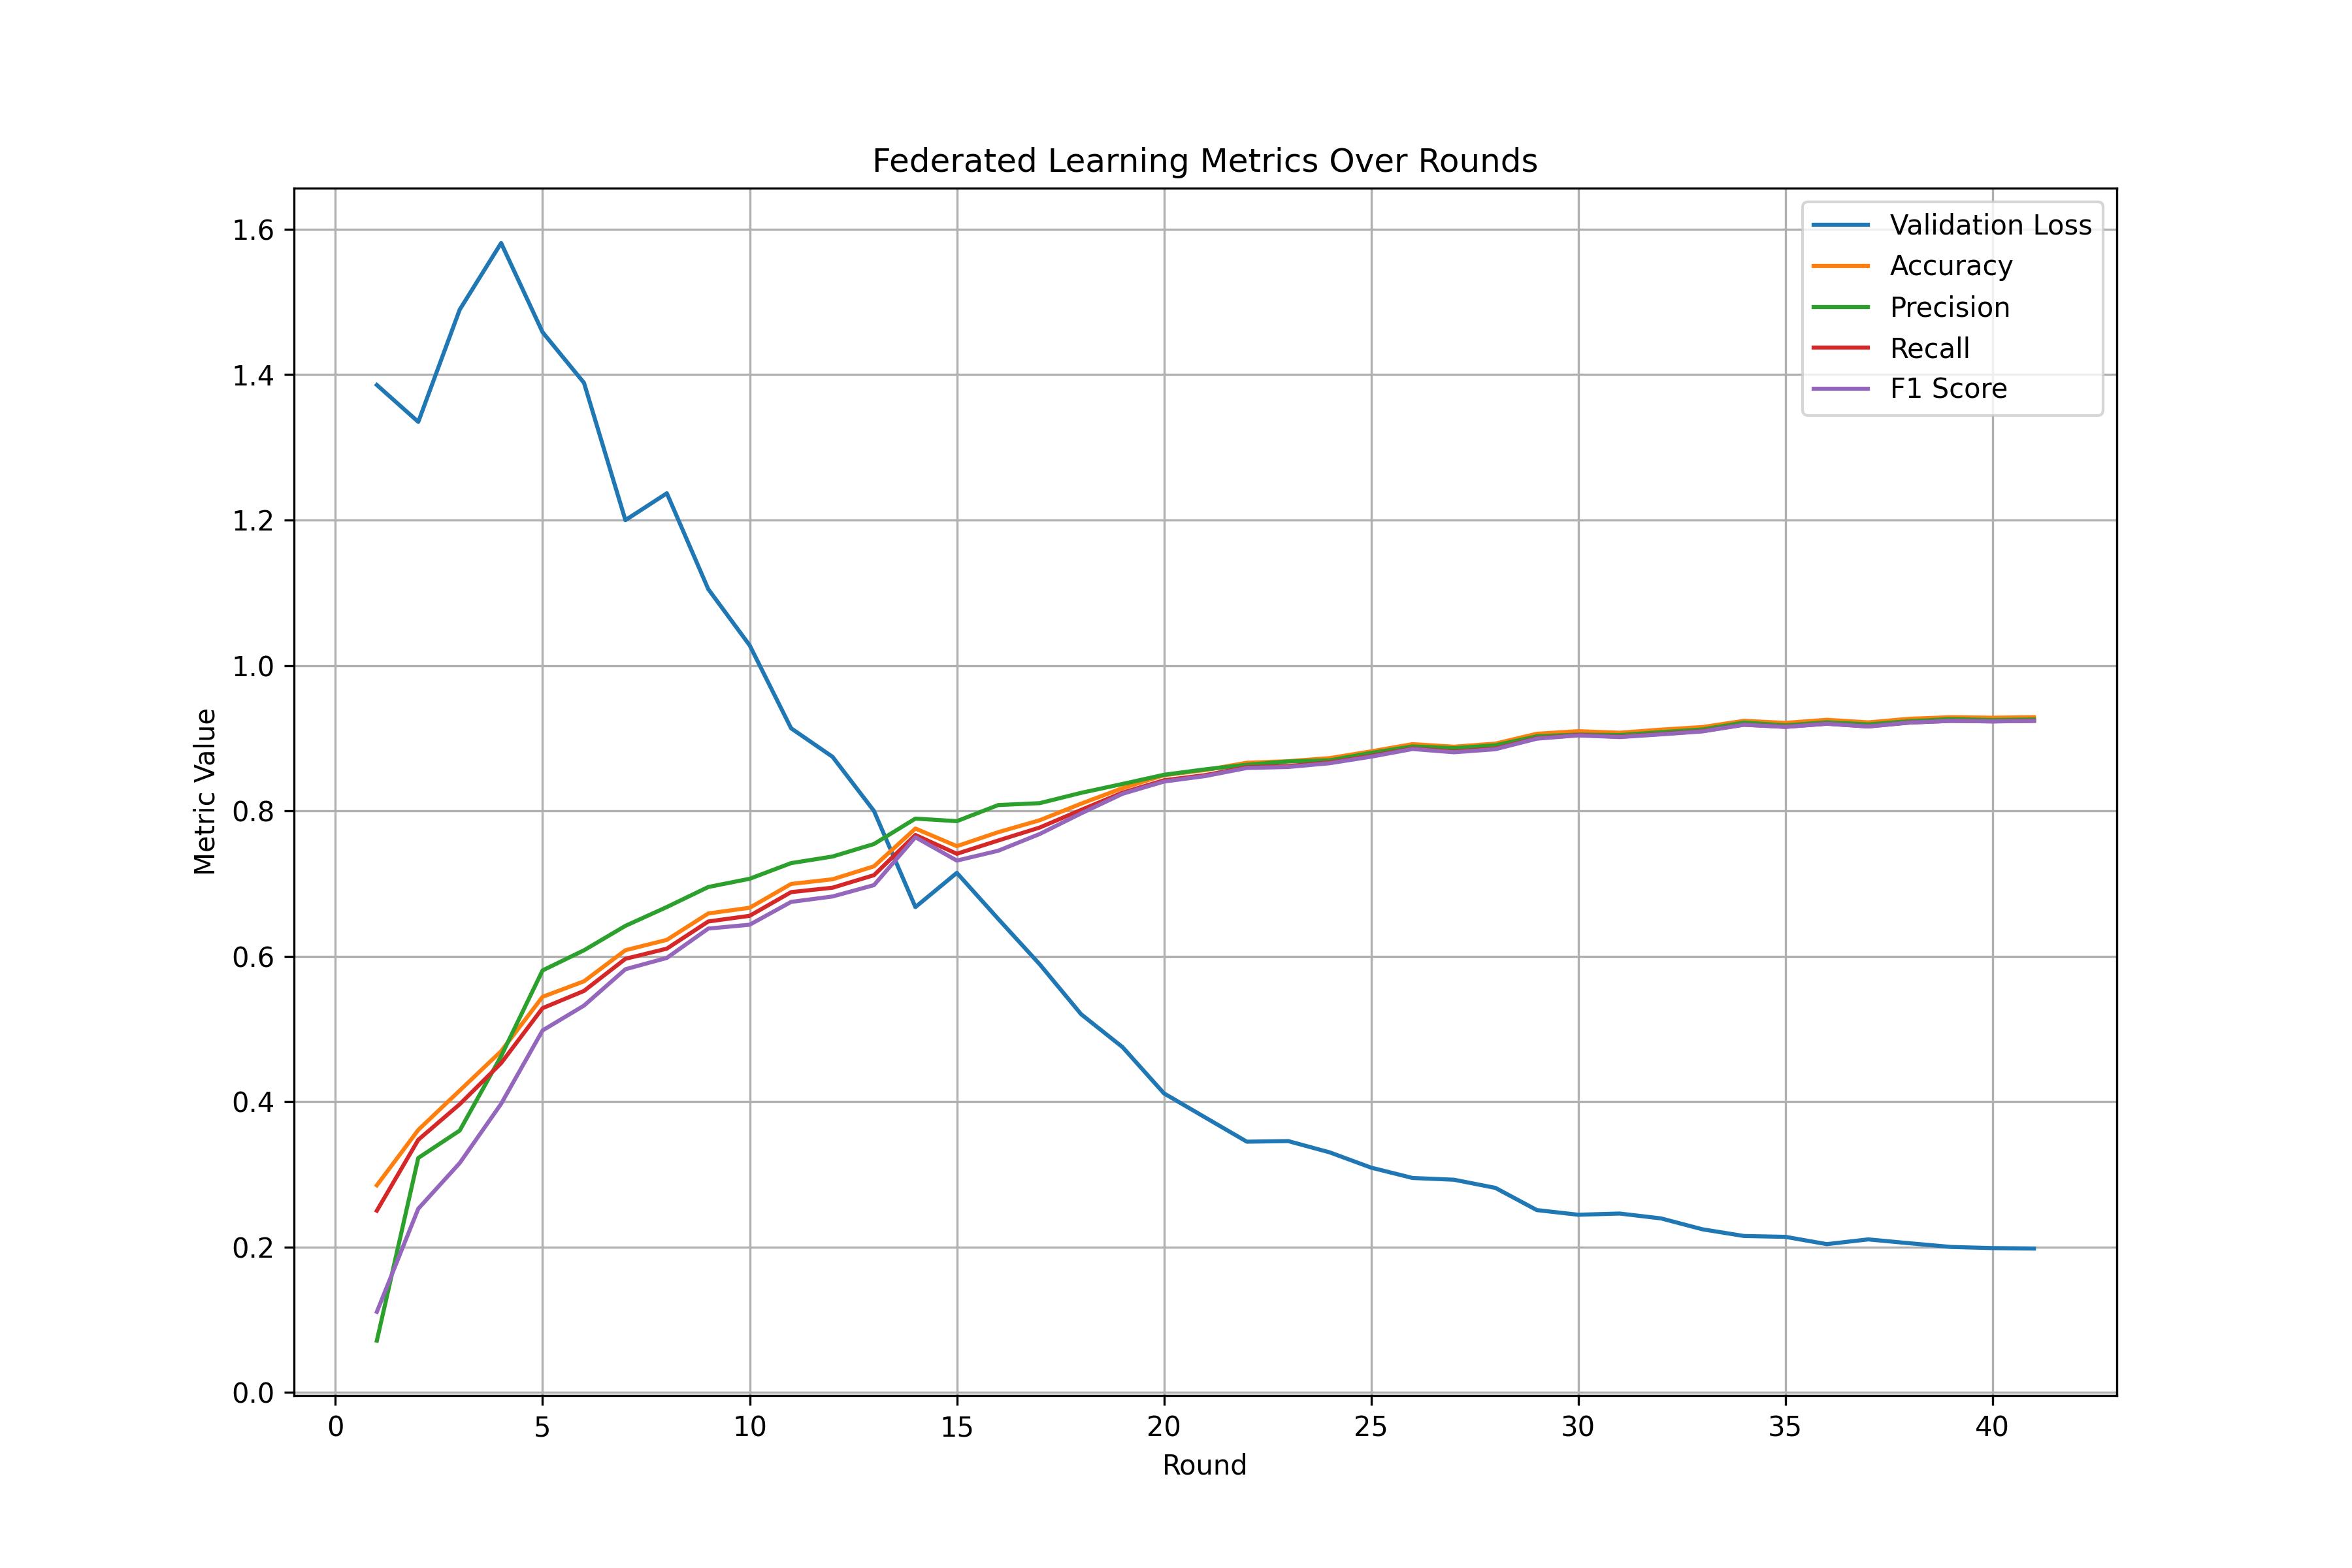 Federated Learning Metrics Over Rounds
Validation Loss
Accuracy
Precision
Recall
F1 Score
Metric Value
1.6
1.4
1.2
1.0
0.8
0.6
0.4
0.2
0.0
0 5 10 15 20 25 30 35 40
Round